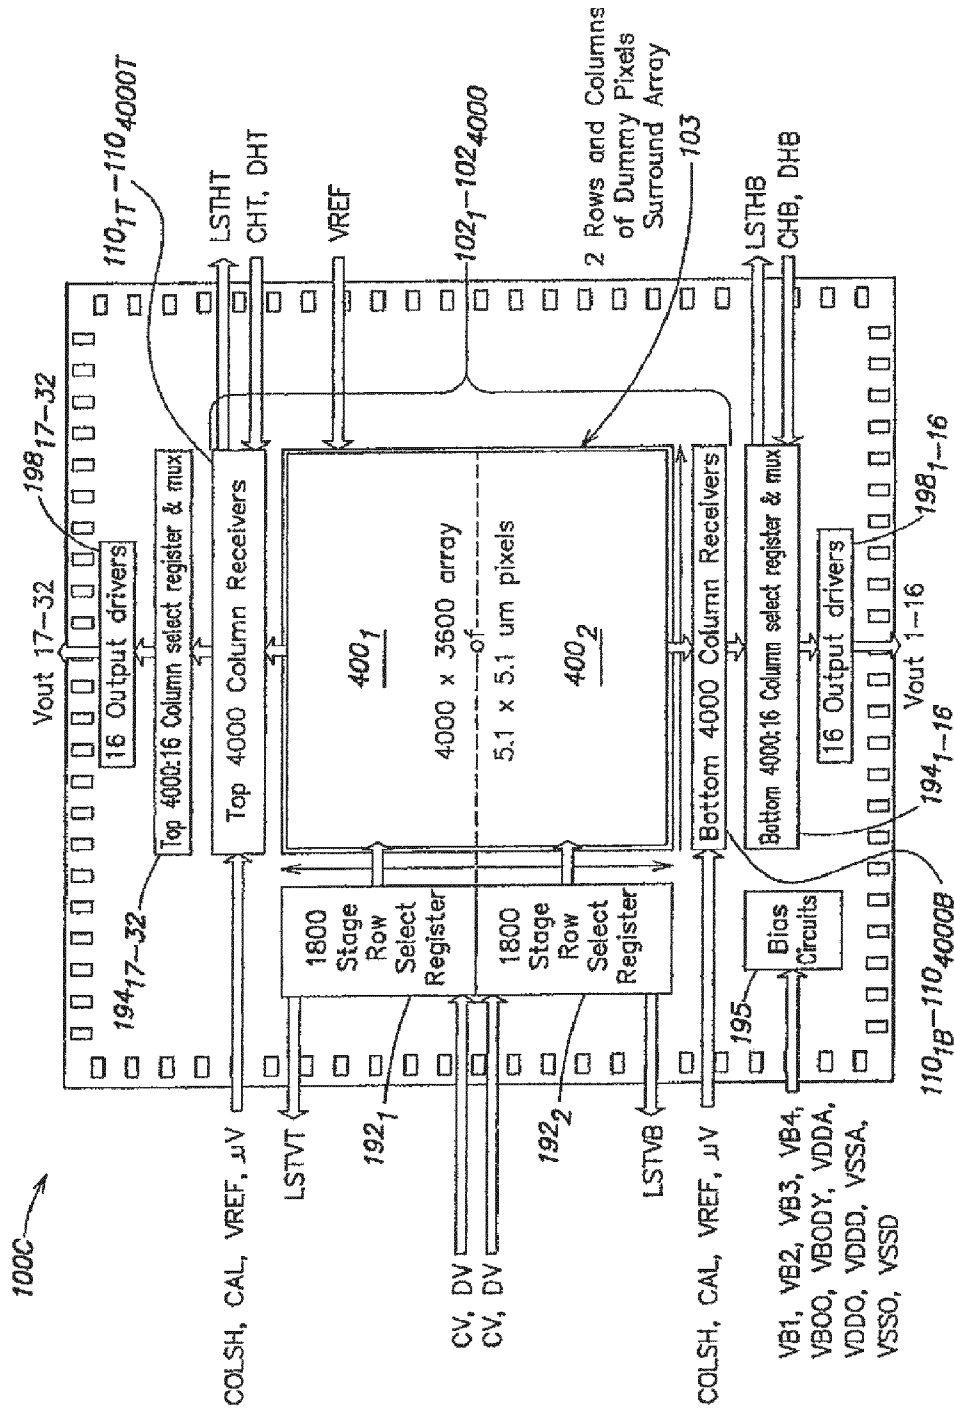 100C
Vout 17-32
198 17-32
16 Output drivers
194 17-32
Top 4000:16 Column select register & mux
110 1T-110 4000T
Top 4000 Column Receivers
COLSH, CAL, VREF, µV
LSTHT
CHT, DHT
VREF
LSTVT
1800
Stage
Row
Select
Register
192 1
400 1
4000 x 3600 array
of
5.1 x 5.1 um pixels
400 2
102 1-102 4000
CV, DV
CV, DV
1800
Stage
Row
Select
Register
192 2
LSTVB
2 Rows and Columns
of Dummy Pixels
Surround Array
103
COLSH, CAL, VREF, µV
Bottom 4000 Column Receivers
110 1B-110 4000B
LSTHB
CHB, DHB
Bottom 4000:16 Column select register & mux
194 1-16
195
Bias
Circuits
VB1, VB2, VB3, VB4,
VBOO, VBODY, VDDA,
VDDO, VDDD, VSSA,
VSSO, VSSD
16 Output drivers
198 1-16
Vout 1-16